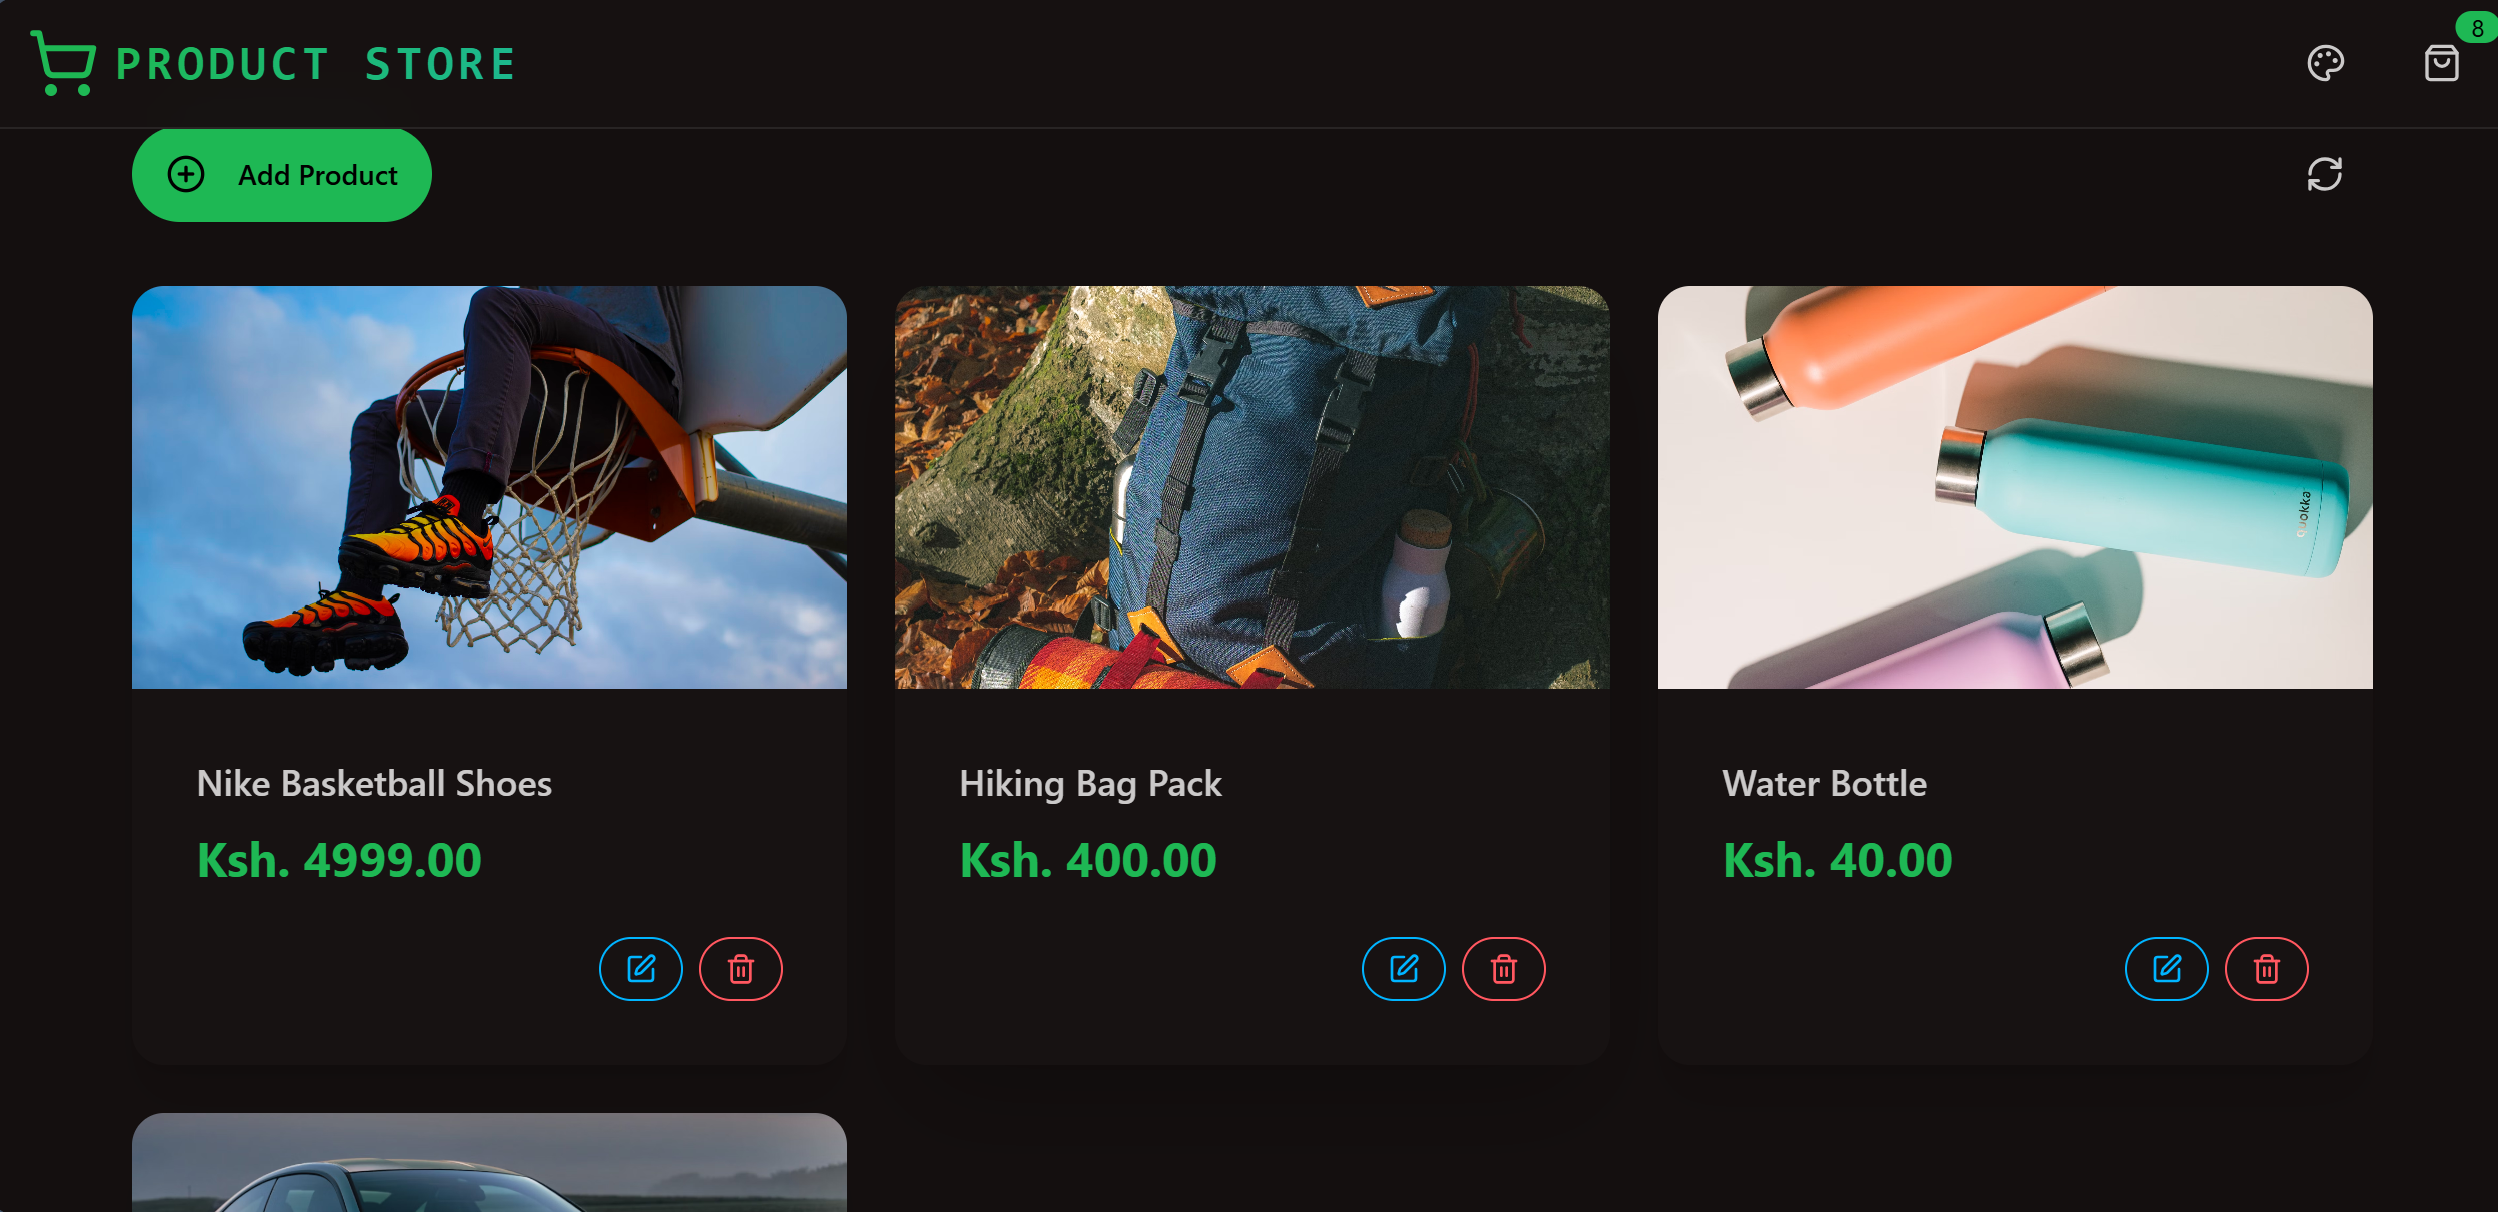 PRODUCT STORE
8
Add Product
quokka
Nike Basketball Shoes
Hiking Bag Pack
Water Bottle
Ksh. 4999.00
Ksh. 400.00
Ksh. 40.00